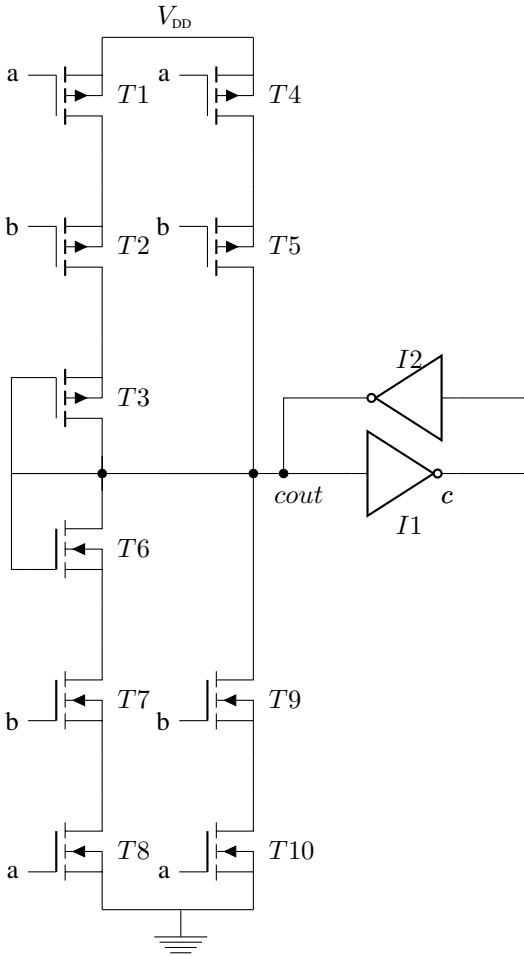 V_DD
a T1 a T4
b T2 b T5
I2
T3
cout c
I1
T6
b T7 b T9
a T8 a T10